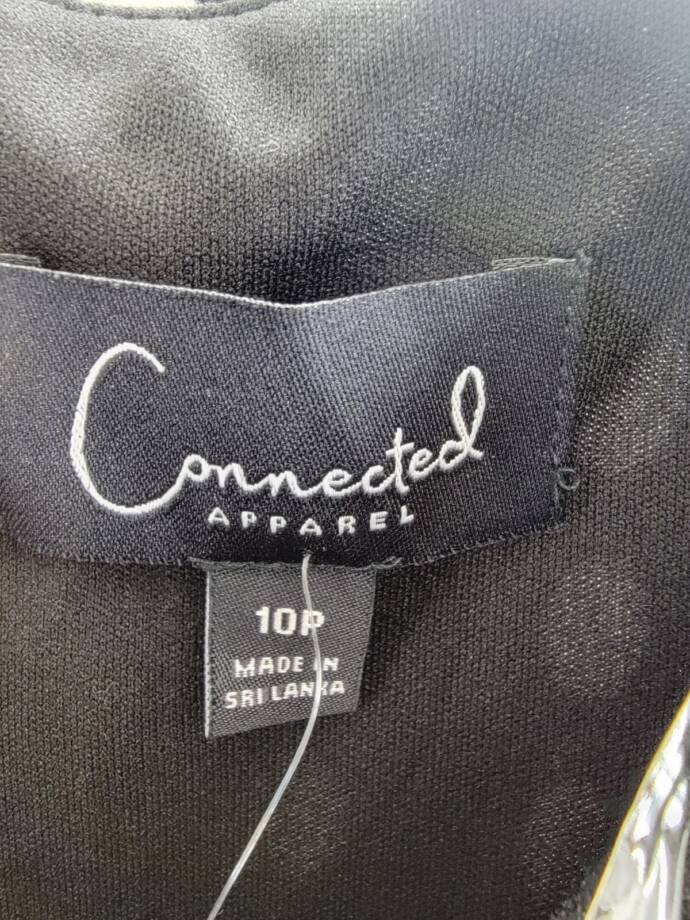 Connected
APPAREL
10P
MADE IN
SRI LANKA